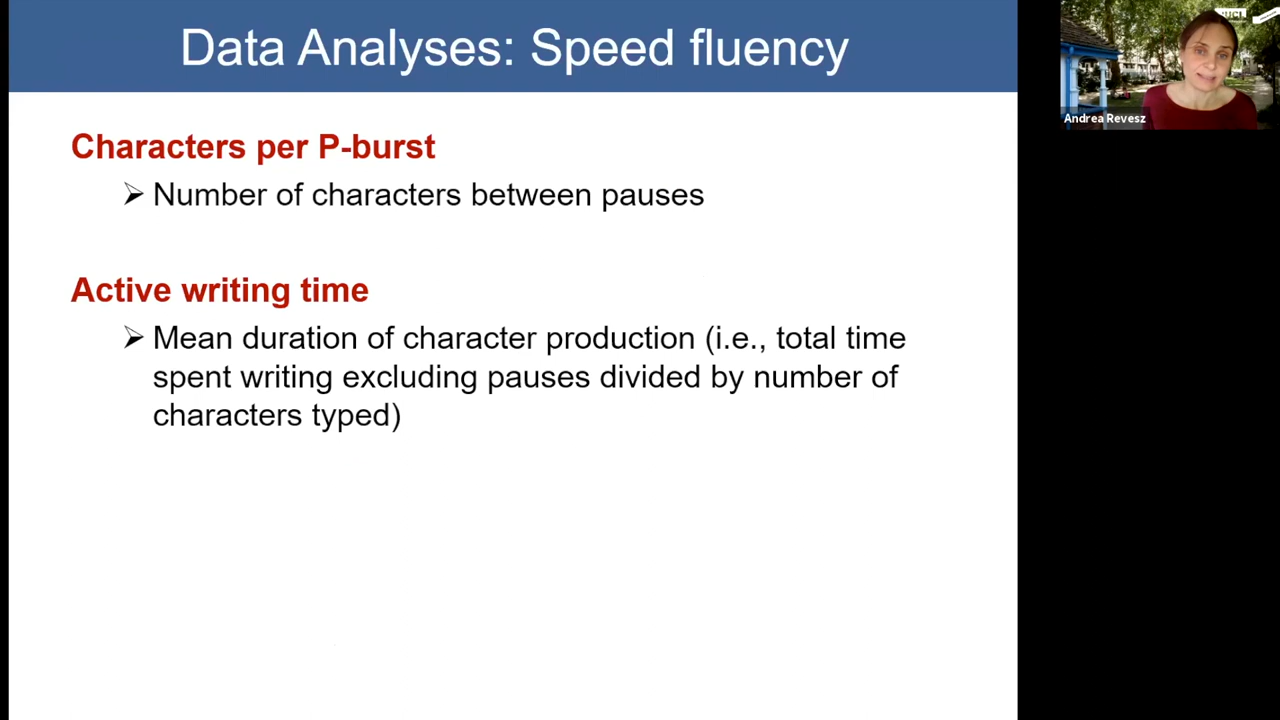 Data Analyses: Speed fluency
Characters per P-burst
➢ Number of characters between pauses
Active writing time
➢ Mean duration of character production (i.e., total time
spent writing excluding pauses divided by number of
characters typed)
Andrea Revesz